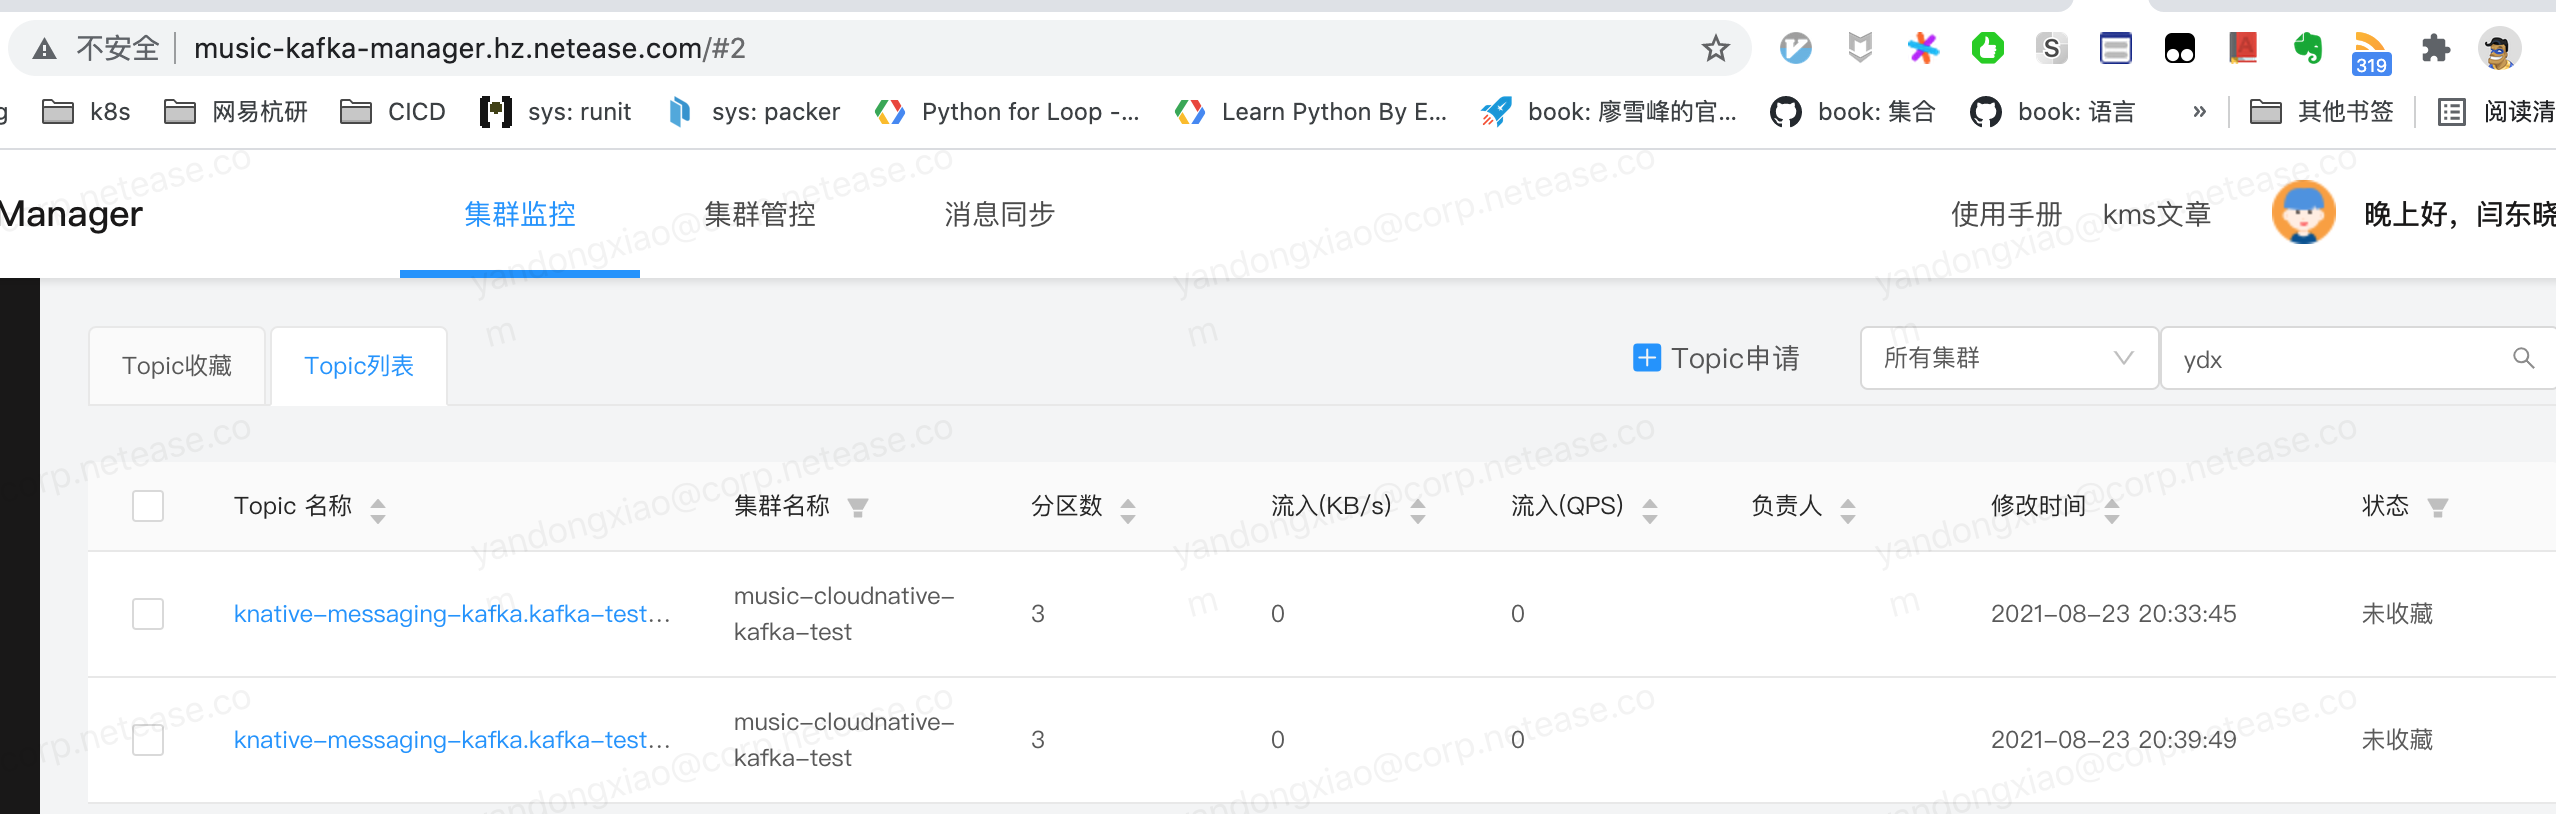 不安全 music-kafka-manager.hz.netease.com/#2
319
g k8s 网易杭研 CICD sys: runit sys: packer Python for Loop -... Learn Python By E... book: 廖雪峰的官... book: 集合 book: 语言 » 其他书签 阅读清
Manager 集群监控 集群管控 消息同步 使用手册 kms文章 晚上好，闫东晓
Topic收藏 Topic列表 Topic申请 所有集群 ydx
Topic 名称 集群名称 分区数 流入(KB/s) 流入(QPS) 负责人 修改时间 状态
knative-messaging-kafka.kafka-test... music-cloudnative-kafka-test 3 0 0 2021-08-23 20:33:45 未收藏
knative-messaging-kafka.kafka-test... music-cloudnative-kafka-test 3 0 0 2021-08-23 20:39:49 未收藏
yandongxiao@corp.netease.com